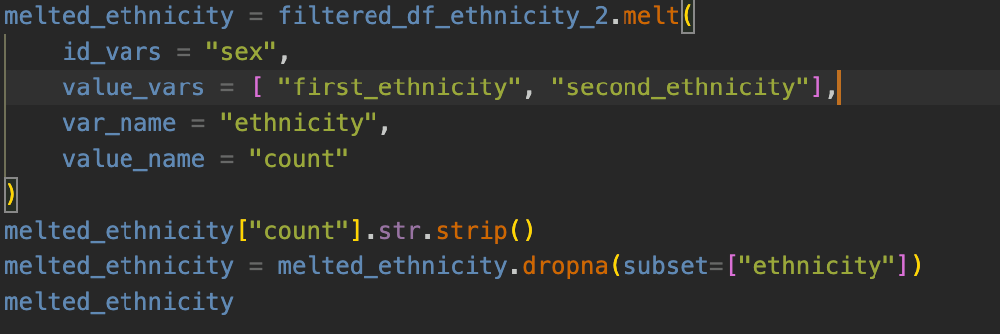 melted_ethnicity = filtered_df_ethnicity_2.melt(
    id_vars = "sex",
    value_vars = [ "first_ethnicity", "second_ethnicity"],
    var_name = "ethnicity",
    value_name = "count"
)
melted_ethnicity["count"].str.strip()
melted_ethnicity = melted_ethnicity.dropna(subset=["ethnicity"])
melted_ethnicity